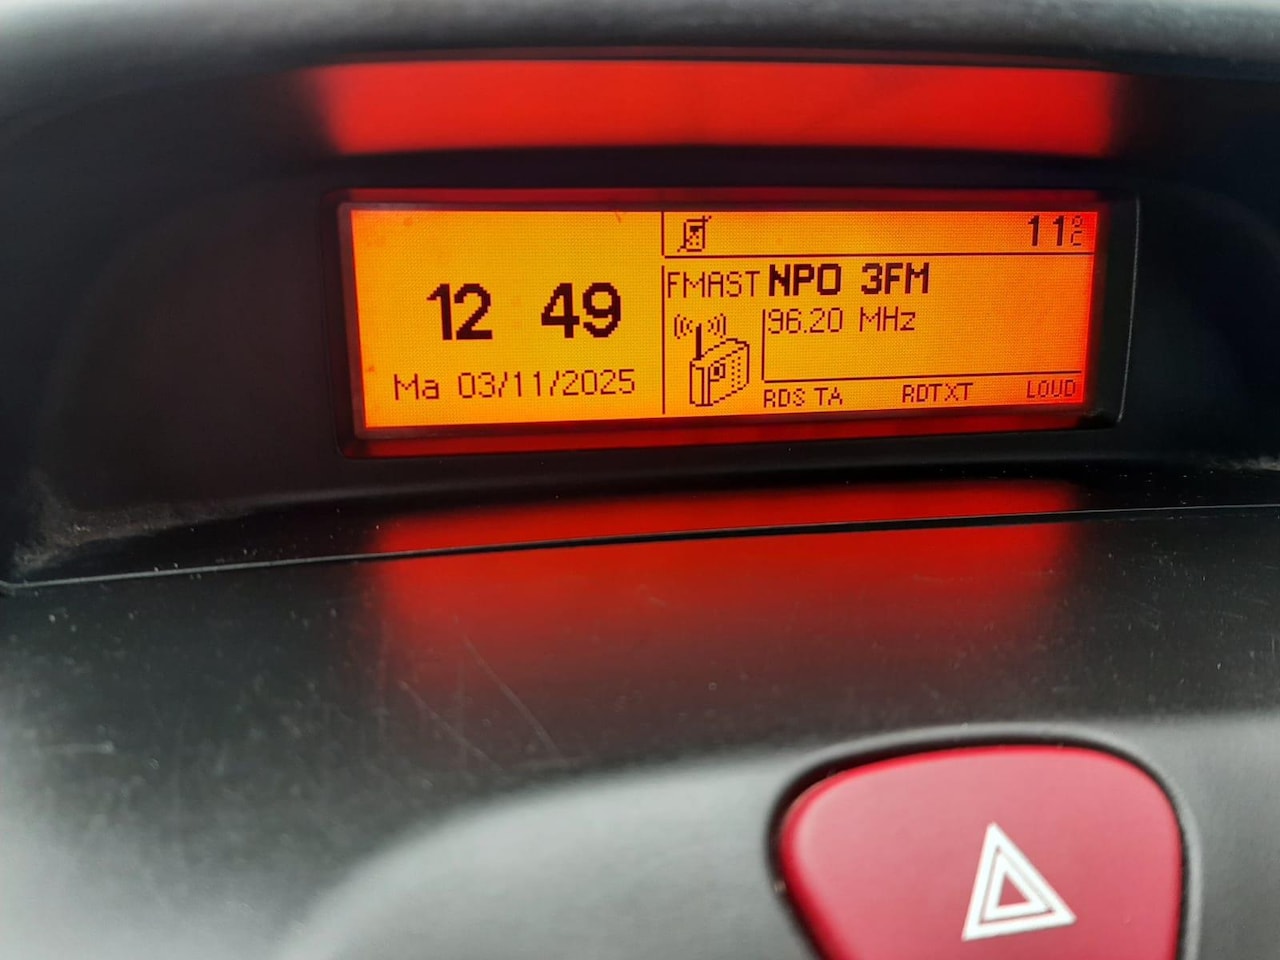 12 49
Ma 03/11/2025
11°C
FMAST NPO 3FM
96.20 MHz
RDS TA RDTXT LOUD